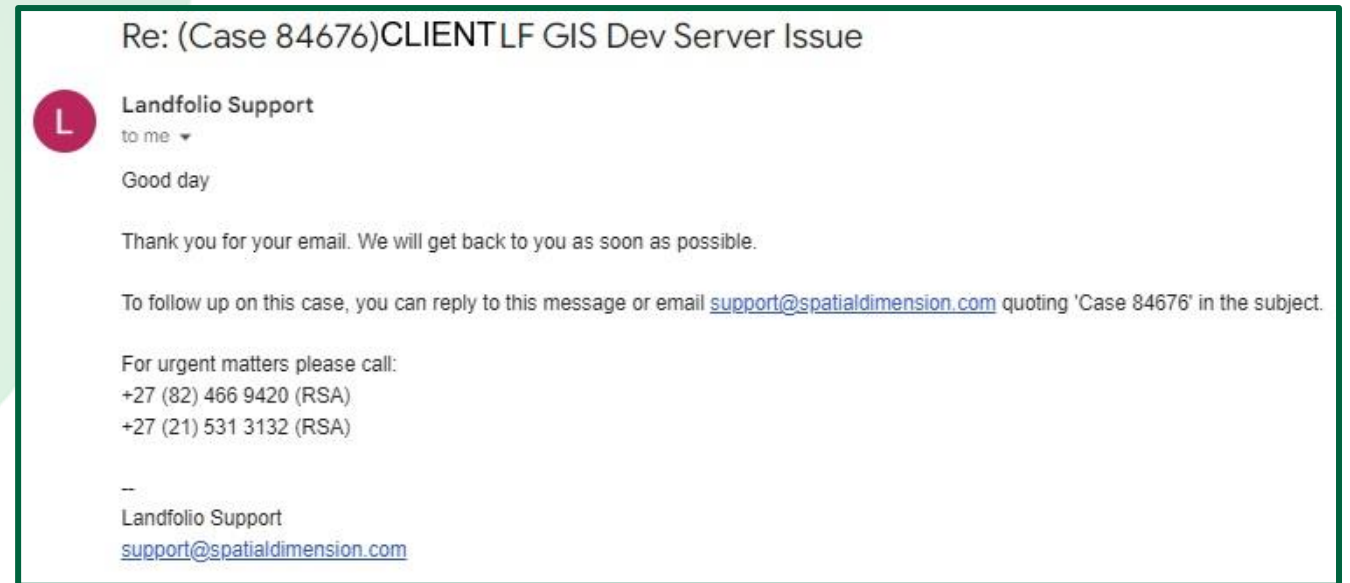 Re: (Case 84676)CLIENT LF GIS Dev Server Issue
L
Landfolio Support
to me
Good day
Thank you for your email. We will get back to you as soon as possible.
To follow up on this case, you can reply to this message or email support@spatialdimension.com quoting 'Case 84676' in the subject.
For urgent matters please call:
+27 (82) 466 9420 (RSA)
+27 (21) 531 3132 (RSA)
--
Landfolio Support
support@spatialdimension.com